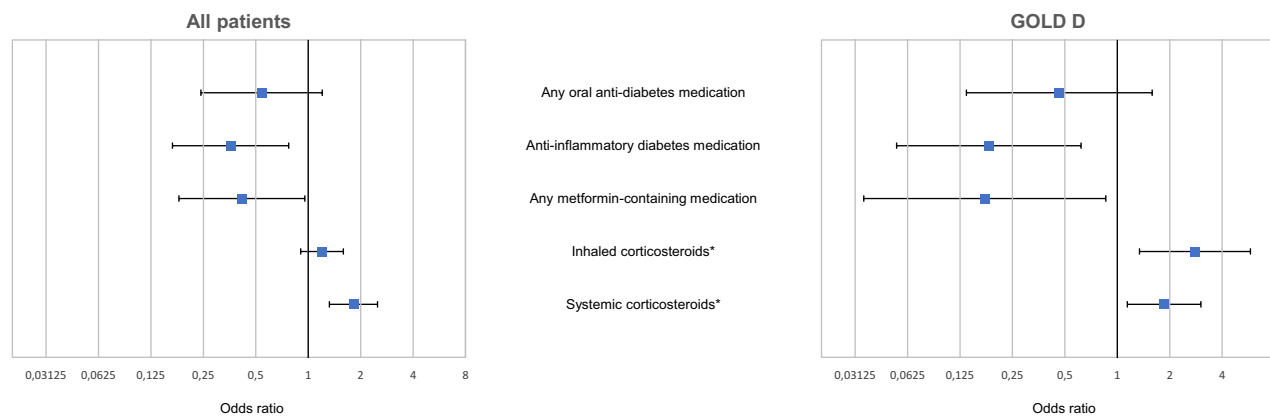 All patients
GOLD D
Any oral anti-diabetes medication
Anti-inflammatory diabetes medication
Any metformin-containing medication
Inhaled corticosteroids*
Systemic corticosteroids*
0,03125 0,0625 0,125 0,25 0,5 1 2 4 8
0,03125 0,0625 0,125 0,25 0,5 1 2 4
Odds ratio
Odds ratio